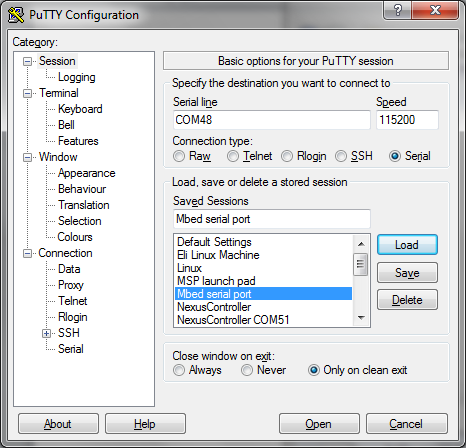 PuTTY Configuration
Category:
Session
Logging
Terminal
Keyboard
Bell
Features
Window
Appearance
Behaviour
Translation
Selection
Colours
Connection
Data
Proxy
Telnet
Rlogin
SSH
Serial
Basic options for your PuTTY session
Specify the destination you want to connect to
Serial line Speed
COM48 115200
Connection type:
Raw Telnet Rlogin SSH Serial
Load, save or delete a stored session
Saved Sessions
Mbed serial port
Default Settings
Eli Linux Machine
Linux
MSP launch pad
Mbed serial port
NexusController
NexusController COM51
Load
Save
Delete
Close window on exit:
Always Never Only on clean exit
About Help Open Cancel